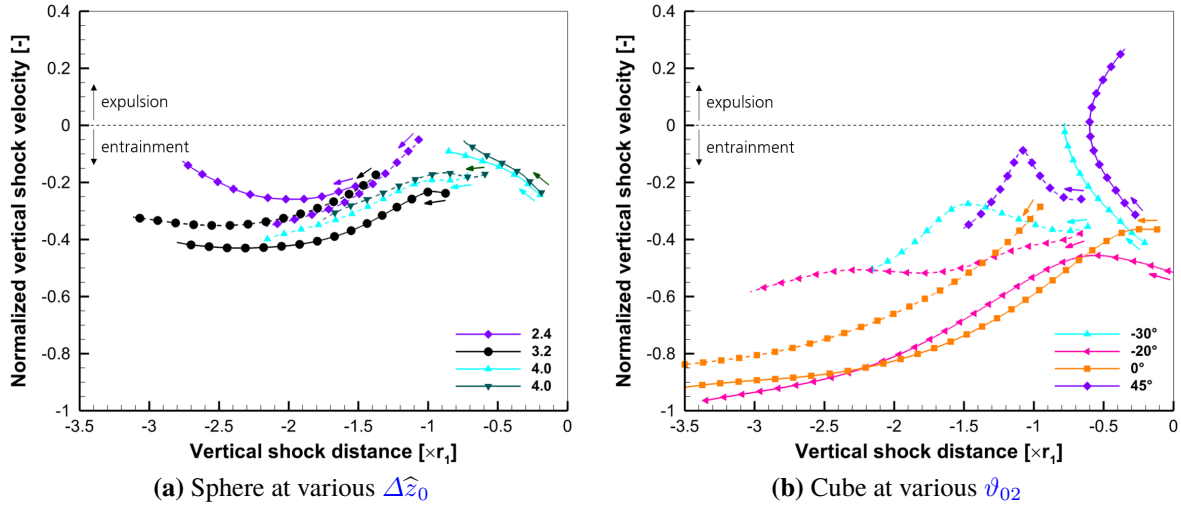 Normalized vertical shock velocity [-]
0.4
0.2
0
-0.2
-0.4
-0.6
-0.8
-1
expulsion
entrainment
2.4
3.2
4.0
4.0
-3.5 -3 -2.5 -2 -1.5 -1 -0.5 0
Vertical shock distance [×r₁]
(a) Sphere at various Δẑ₀
Normalized vertical shock velocity [-]
0.4
0.2
0
-0.2
-0.4
-0.6
-0.8
-1
expulsion
entrainment
-30°
-20°
0°
45°
-3.5 -3 -2.5 -2 -1.5 -1 -0.5 0
Vertical shock distance [×r₁]
(b) Cube at various ϑ₀₂